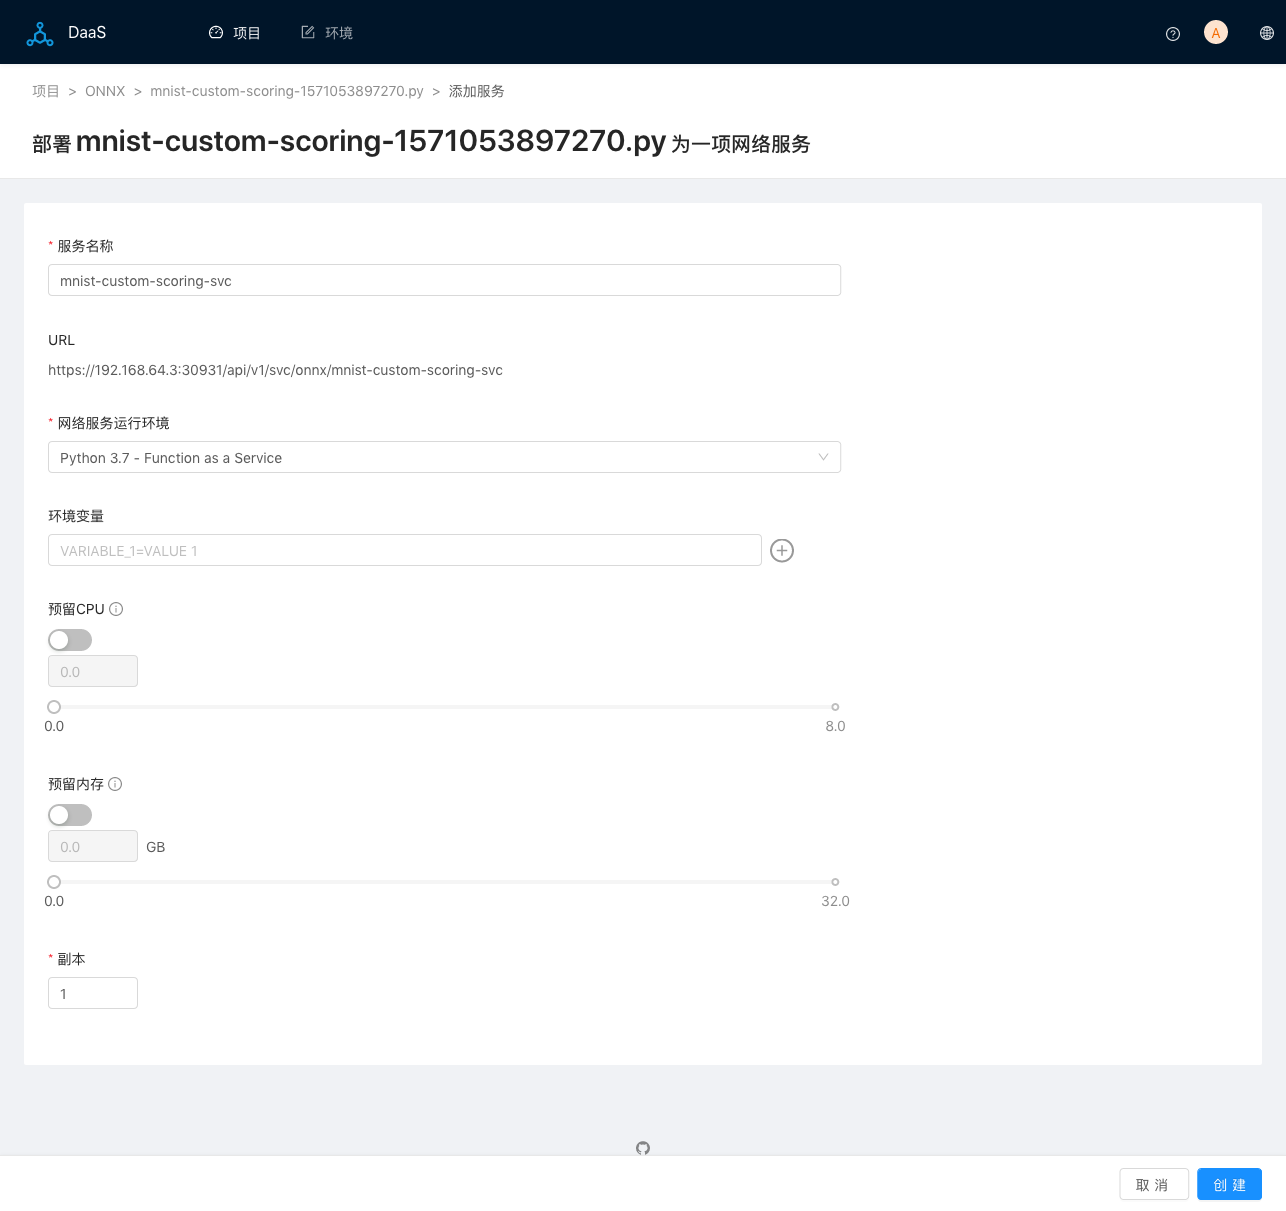 DaaS 项目 环境 A
项目 > ONNX > mnist-custom-scoring-1571053897270.py > 添加服务
部署 mnist-custom-scoring-1571053897270.py 为一项网络服务
* 服务名称
mnist-custom-scoring-svc
URL
https://192.168.64.3:30931/api/v1/svc/onnx/mnist-custom-scoring-svc
* 网络服务运行环境
Python 3.7 - Function as a Service
环境变量
VARIABLE_1=VALUE 1
预留CPU
0.0
0.0 8.0
预留内存
0.0 GB
0.0 32.0
* 副本
1
取 消 创 建